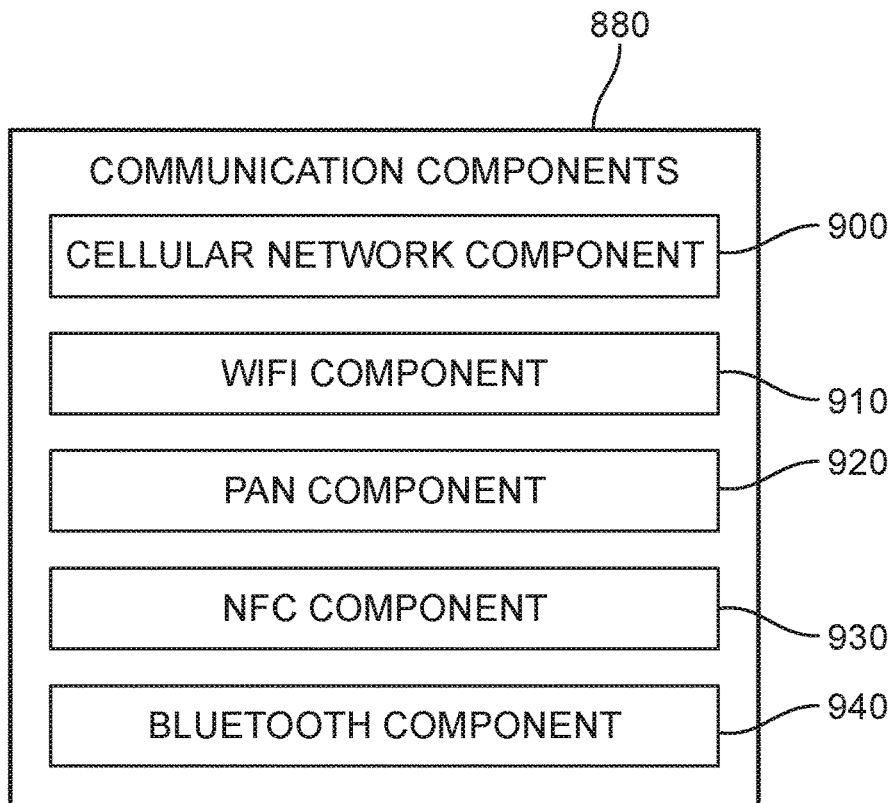 880
COMMUNICATION COMPONENTS
CELLULAR NETWORK COMPONENT
900
WIFI COMPONENT
910
PAN COMPONENT
920
NFC COMPONENT
930
BLUETOOTH COMPONENT
940